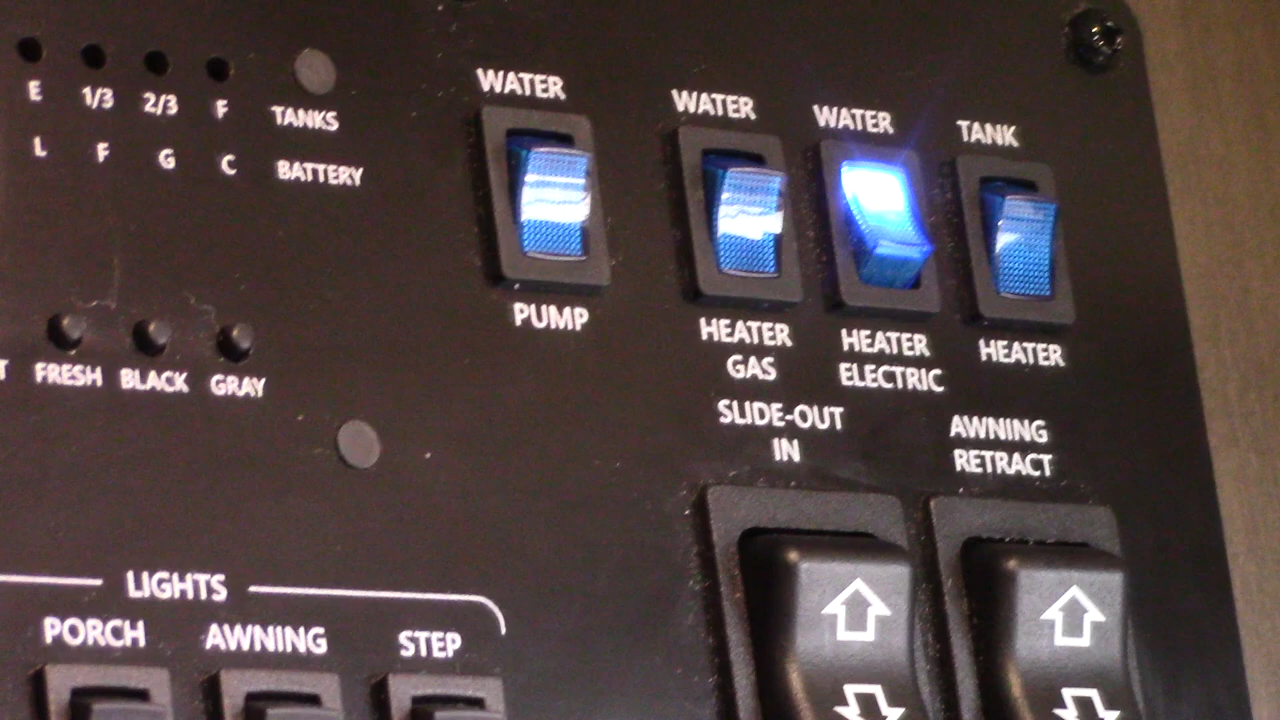 E 1/3 2/3 F TANKS
L F G C BATTERY
WATER
PUMP
WATER
HEATER
GAS
WATER
HEATER
ELECTRIC
TANK
HEATER
FRESH BLACK GRAY
SLIDE-OUT
IN
AWNING
RETRACT
LIGHTS
PORCH AWNING STEP